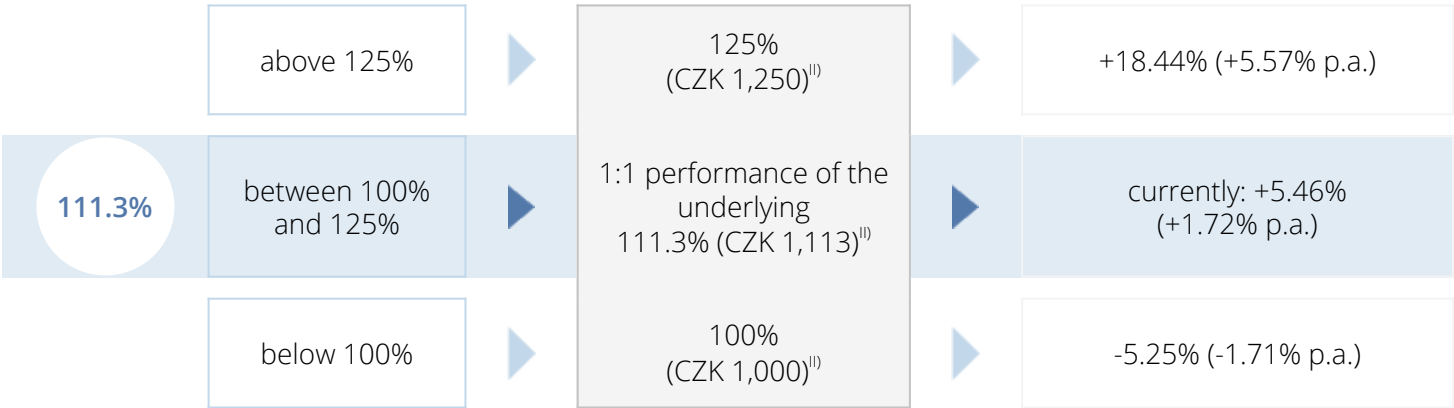 above 125%
125%
(CZK 1,250)II)
+18.44% (+5.57% p.a.)
111.3%
between 100%
and 125%
1:1 performance of the
underlying
111.3% (CZK 1,113)II)
currently: +5.46%
(+1.72% p.a.)
below 100%
100%
(CZK 1,000)II)
-5.25% (-1.71% p.a.)